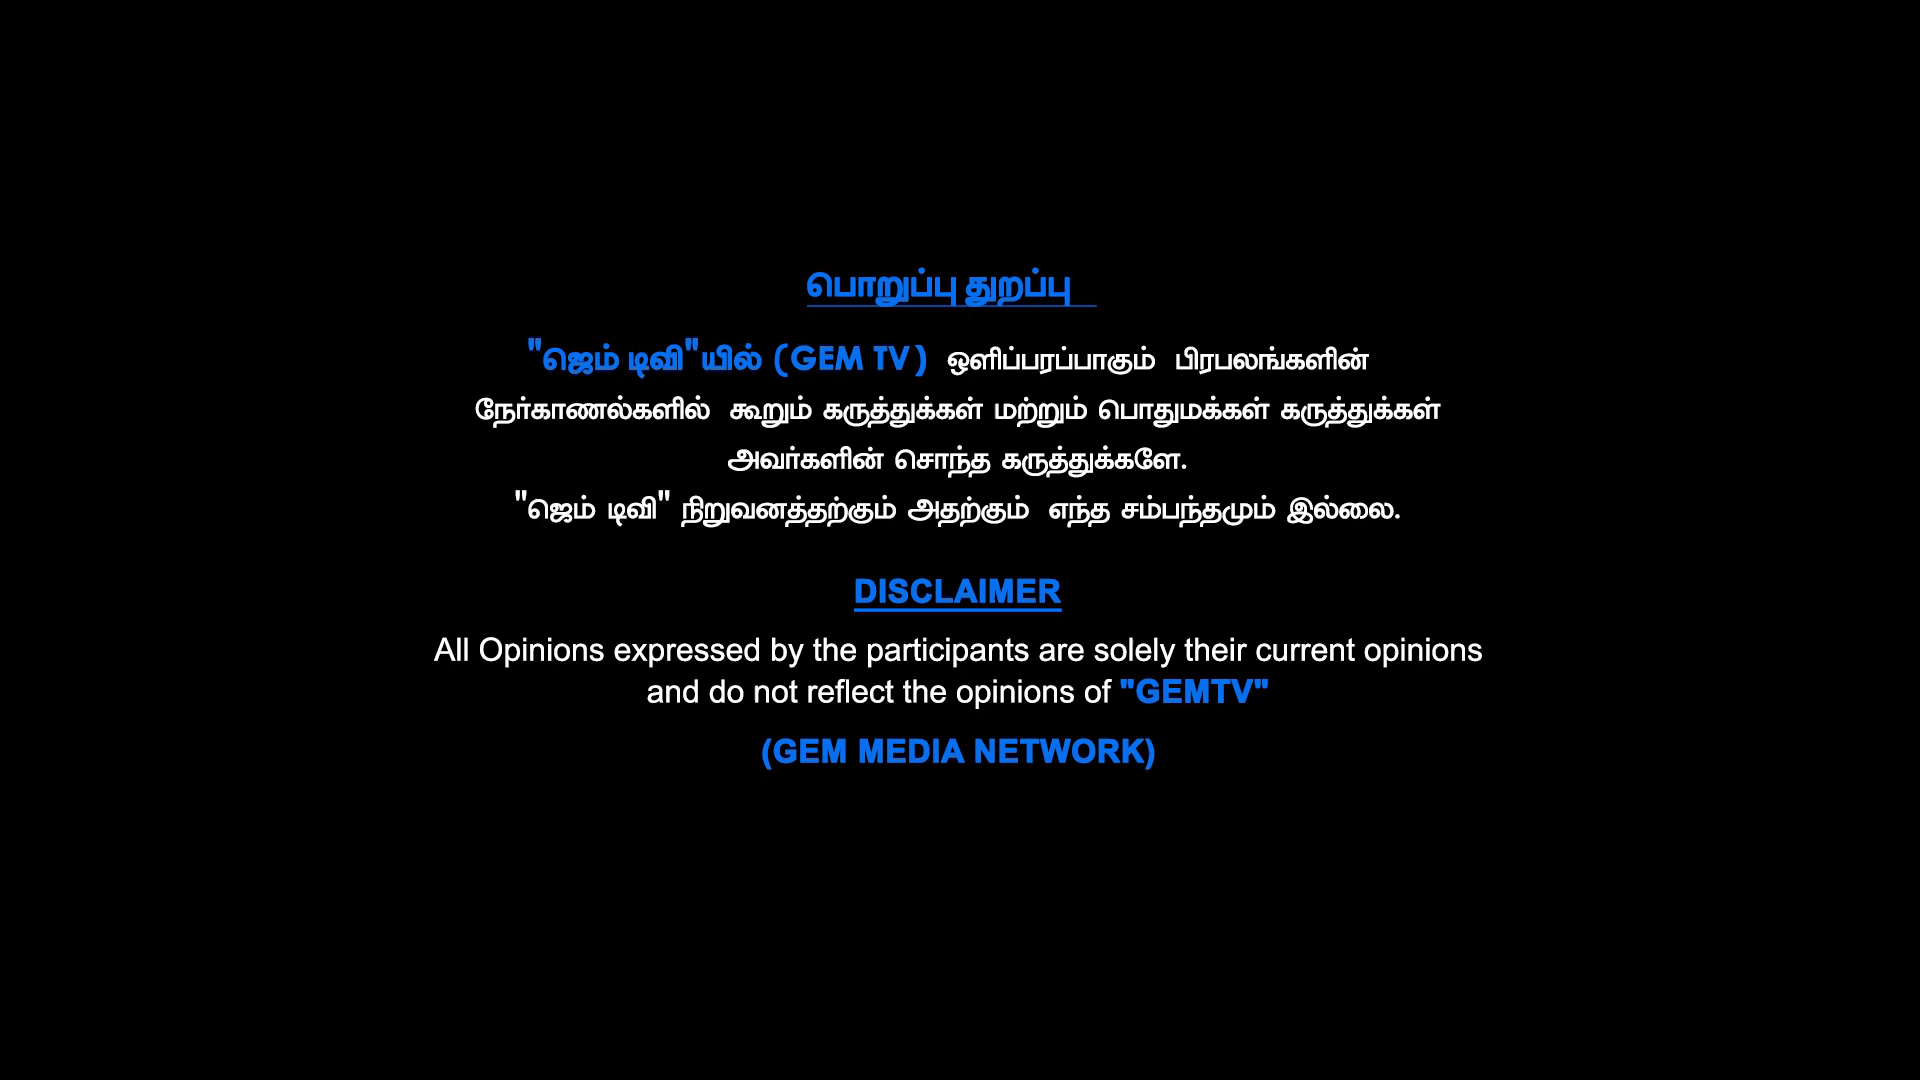 பொறுப்பு துறப்பு
"ஜெம் டிவி"யில் (GEM TV) ஒளிப்பரப்பாகும் பிரபலங்களின்
நேர்காணல்களில் கூறும் கருத்துக்கள் மற்றும் பொதுமக்கள் கருத்துக்கள்
அவர்களின் சொந்த கருத்துக்களே.
"ஜெம் டிவி" நிறுவனத்தற்கும் அதற்கும் எந்த சம்பந்தமும் இல்லை.
DISCLAIMER
All Opinions expressed by the participants are solely their current opinions
and do not reflect the opinions of "GEMTV"
(GEM MEDIA NETWORK)